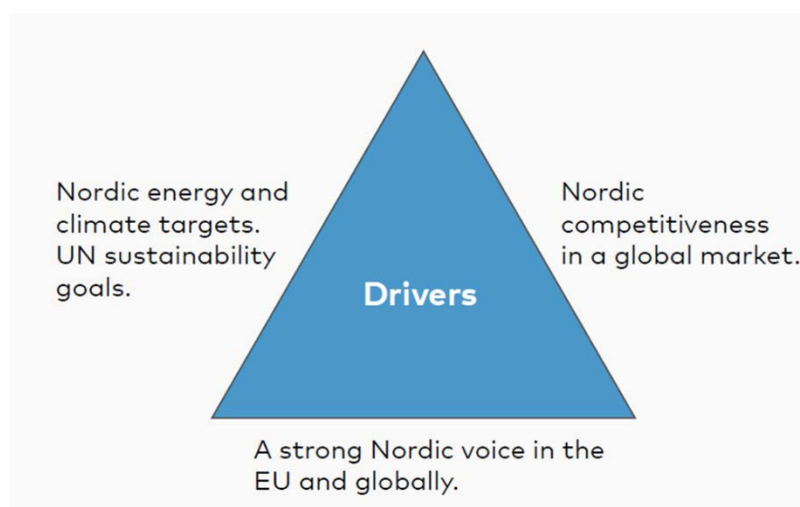 Nordic energy and
climate targets.
UN sustainability
goals.
Nordic
competitiveness
in a global market.
Drivers
A strong Nordic voice in the
EU and globally.